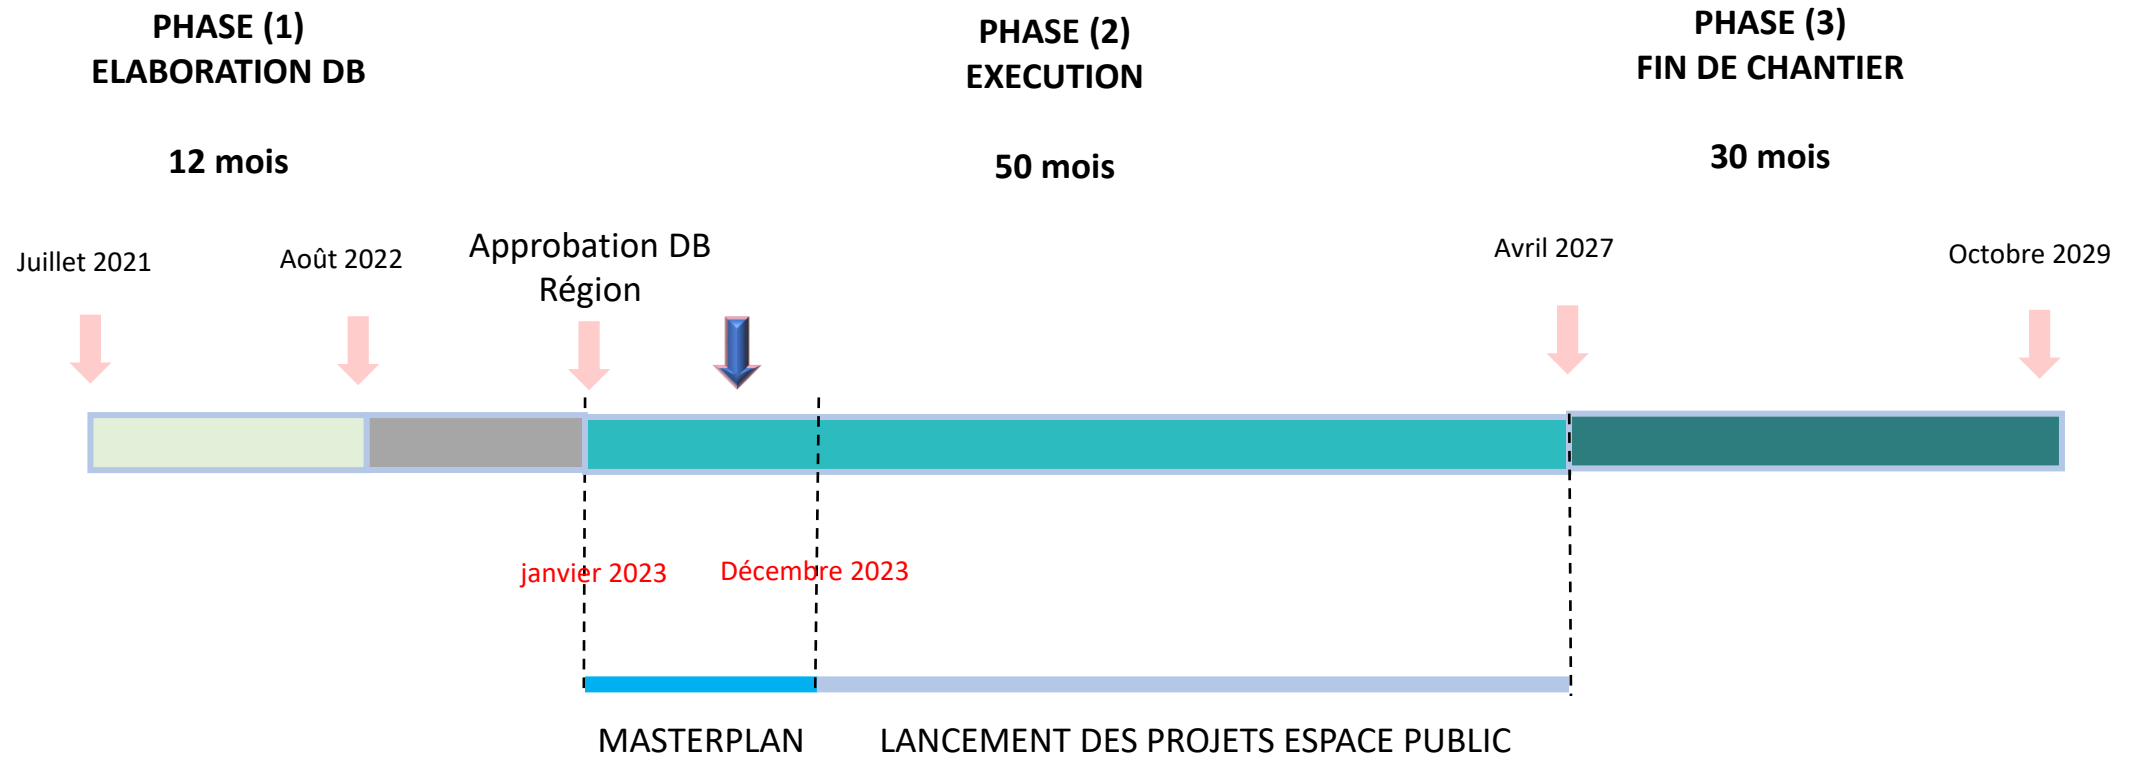 PHASE (1)
ELABORATION DB
12 mois
PHASE (2)
EXECUTION
50 mois
PHASE (3)
FIN DE CHANTIER
30 mois
Juillet 2021
Août 2022
Approbation DB
Région
Avril 2027
Octobre 2029
janvier 2023
Décembre 2023
MASTERPLAN
LANCEMENT DES PROJETS ESPACE PUBLIC